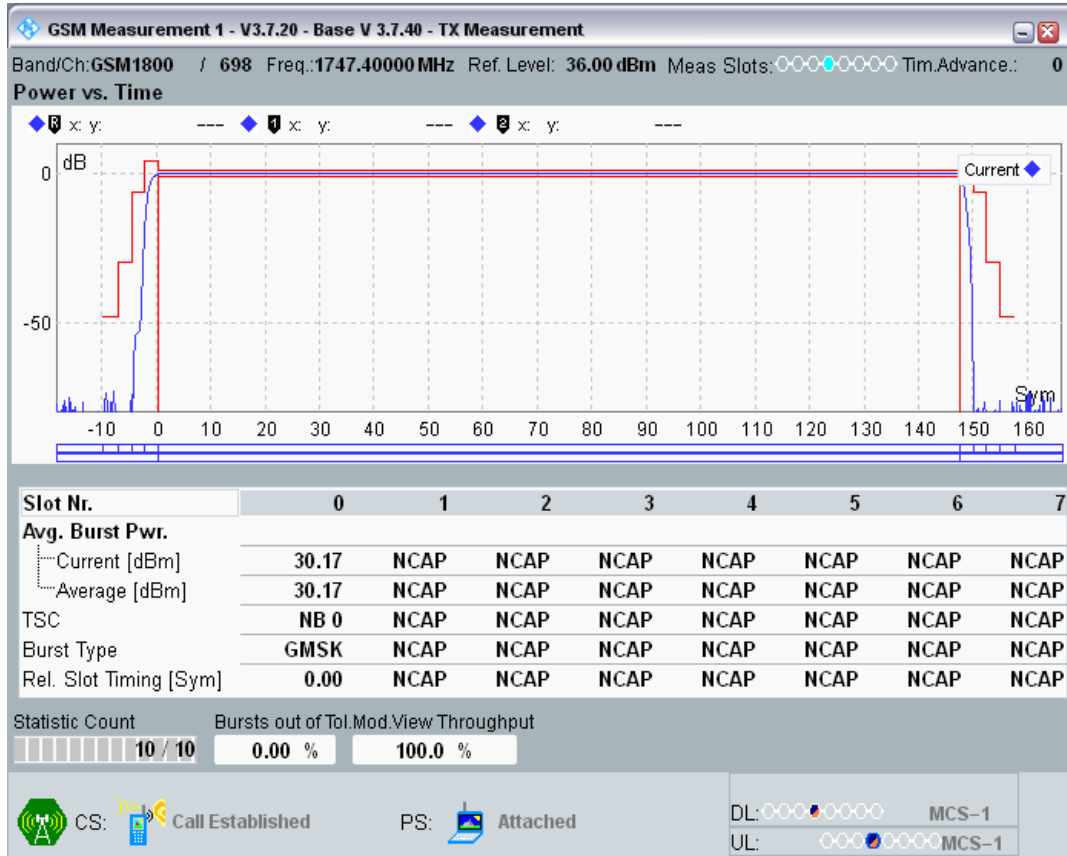 GSM Measurement 1 - V3.7.20 - Base V 3.7.40 - TX Measurement
Band/Ch:GSM1800 / 698 Freq.:1747.40000 MHz Ref. Level: 36.00 dBm Meas Slots: Tim.Advance.: 0
Power vs. Time
R x: y: --- 1 x: y: --- 2 x: y: ---
dB
Current
0
-50
Sym
-10 0 10 20 30 40 50 60 70 80 90 100 110 120 130 140 150 160
Slot Nr. 0 1 2 3 4 5 6 7
Avg. Burst Pwr.
Current [dBm] 30.17 NCAP NCAP NCAP NCAP NCAP NCAP NCAP
Average [dBm] 30.17 NCAP NCAP NCAP NCAP NCAP NCAP NCAP
TSC NB 0 NCAP NCAP NCAP NCAP NCAP NCAP NCAP
Burst Type GMSK NCAP NCAP NCAP NCAP NCAP NCAP NCAP
Rel. Slot Timing [Sym] 0.00 NCAP NCAP NCAP NCAP NCAP NCAP NCAP
Statistic Count Bursts out of Tol. Mod.View Throughput
10 / 10 0.00 % 100.0 %
CS: Call Established PS: Attached
DL: MCS-1
UL: MCS-1